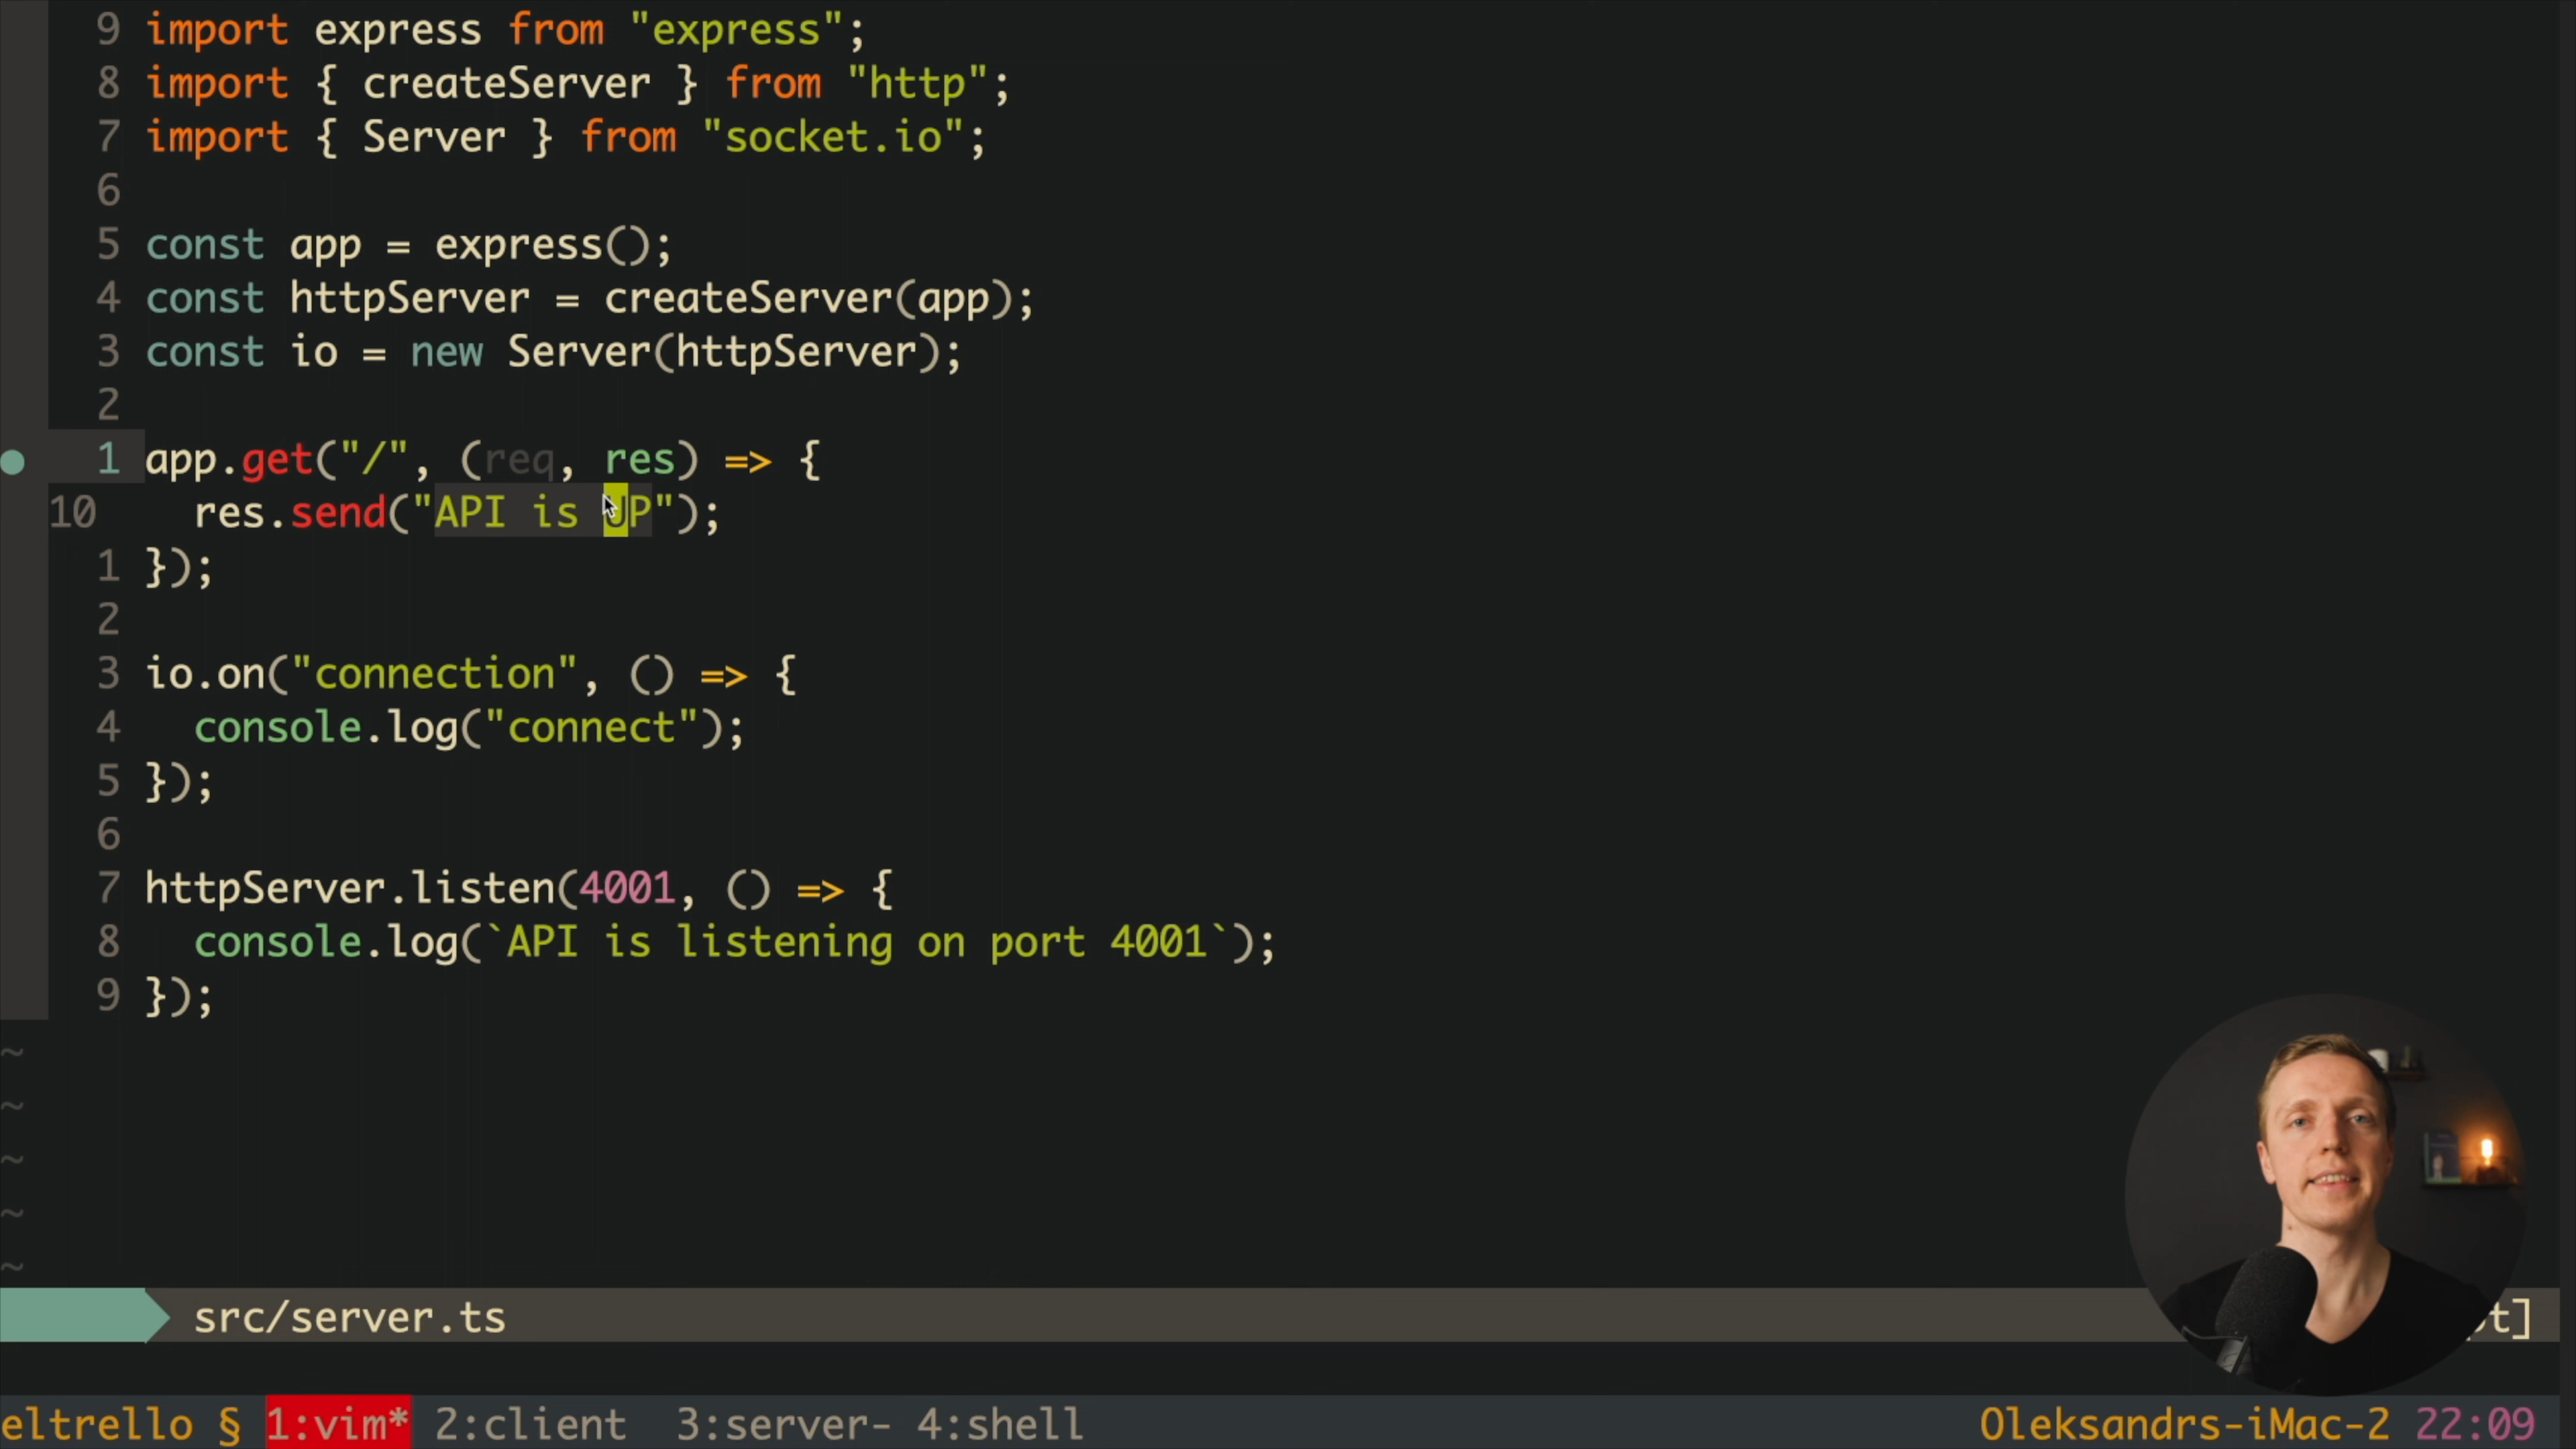 9 import express from "express";
8 import { createServer } from "http";
7 import { Server } from "socket.io";
6
5 const app = express();
4 const httpServer = createServer(app);
3 const io = new Server(httpServer);
2
1 app.get("/", (req, res) => {
10 res.send("API is UP");
1 });
2
3 io.on("connection", () => {
4 console.log("connect");
5 });
6
7 httpServer.listen(4001, () => {
8 console.log(`API is listening on port 4001`);
9 });
~
~
~
~
~
src/server.ts t]
eltrello § 1:vim* 2:client 3:server- 4:shell Oleksandrs-iMac-2 22:09